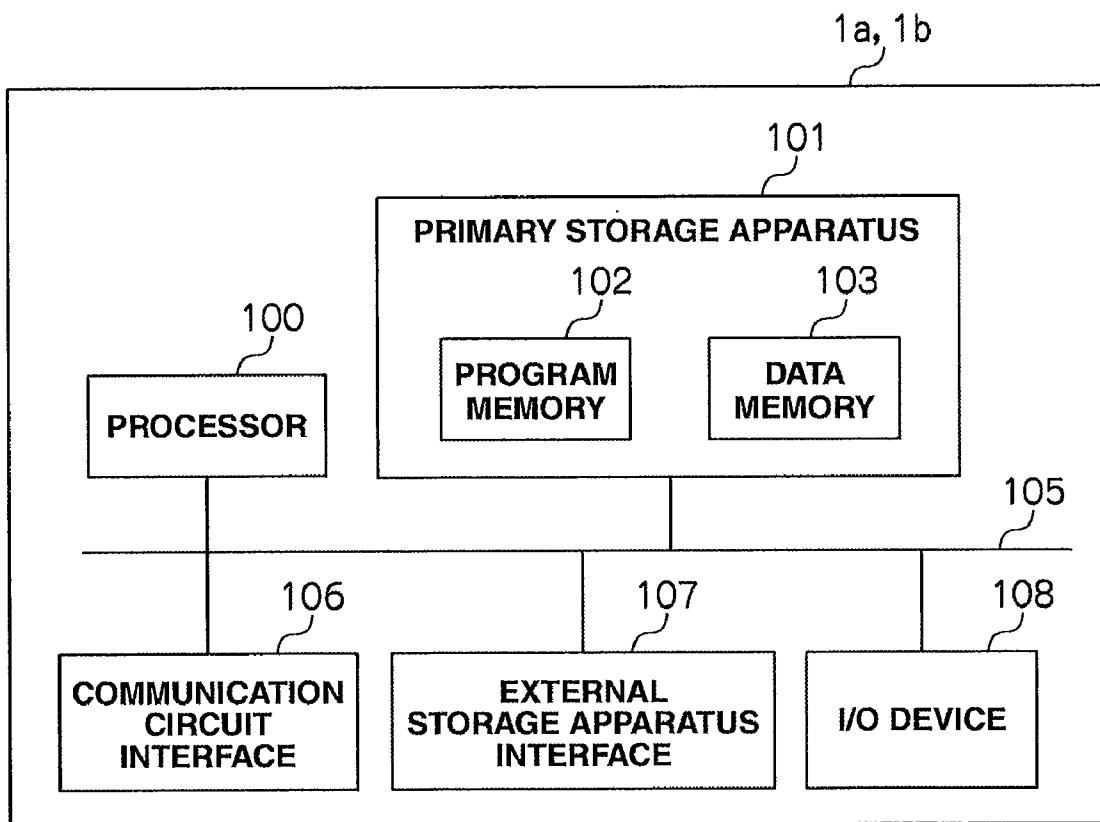 1a, 1b
101
PRIMARY STORAGE APPARATUS
102
103
100
PROGRAM
MEMORY
DATA
MEMORY
PROCESSOR
105
106
107
108
COMMUNICATION
CIRCUIT
INTERFACE
EXTERNAL
STORAGE APPARATUS
INTERFACE
I/O DEVICE